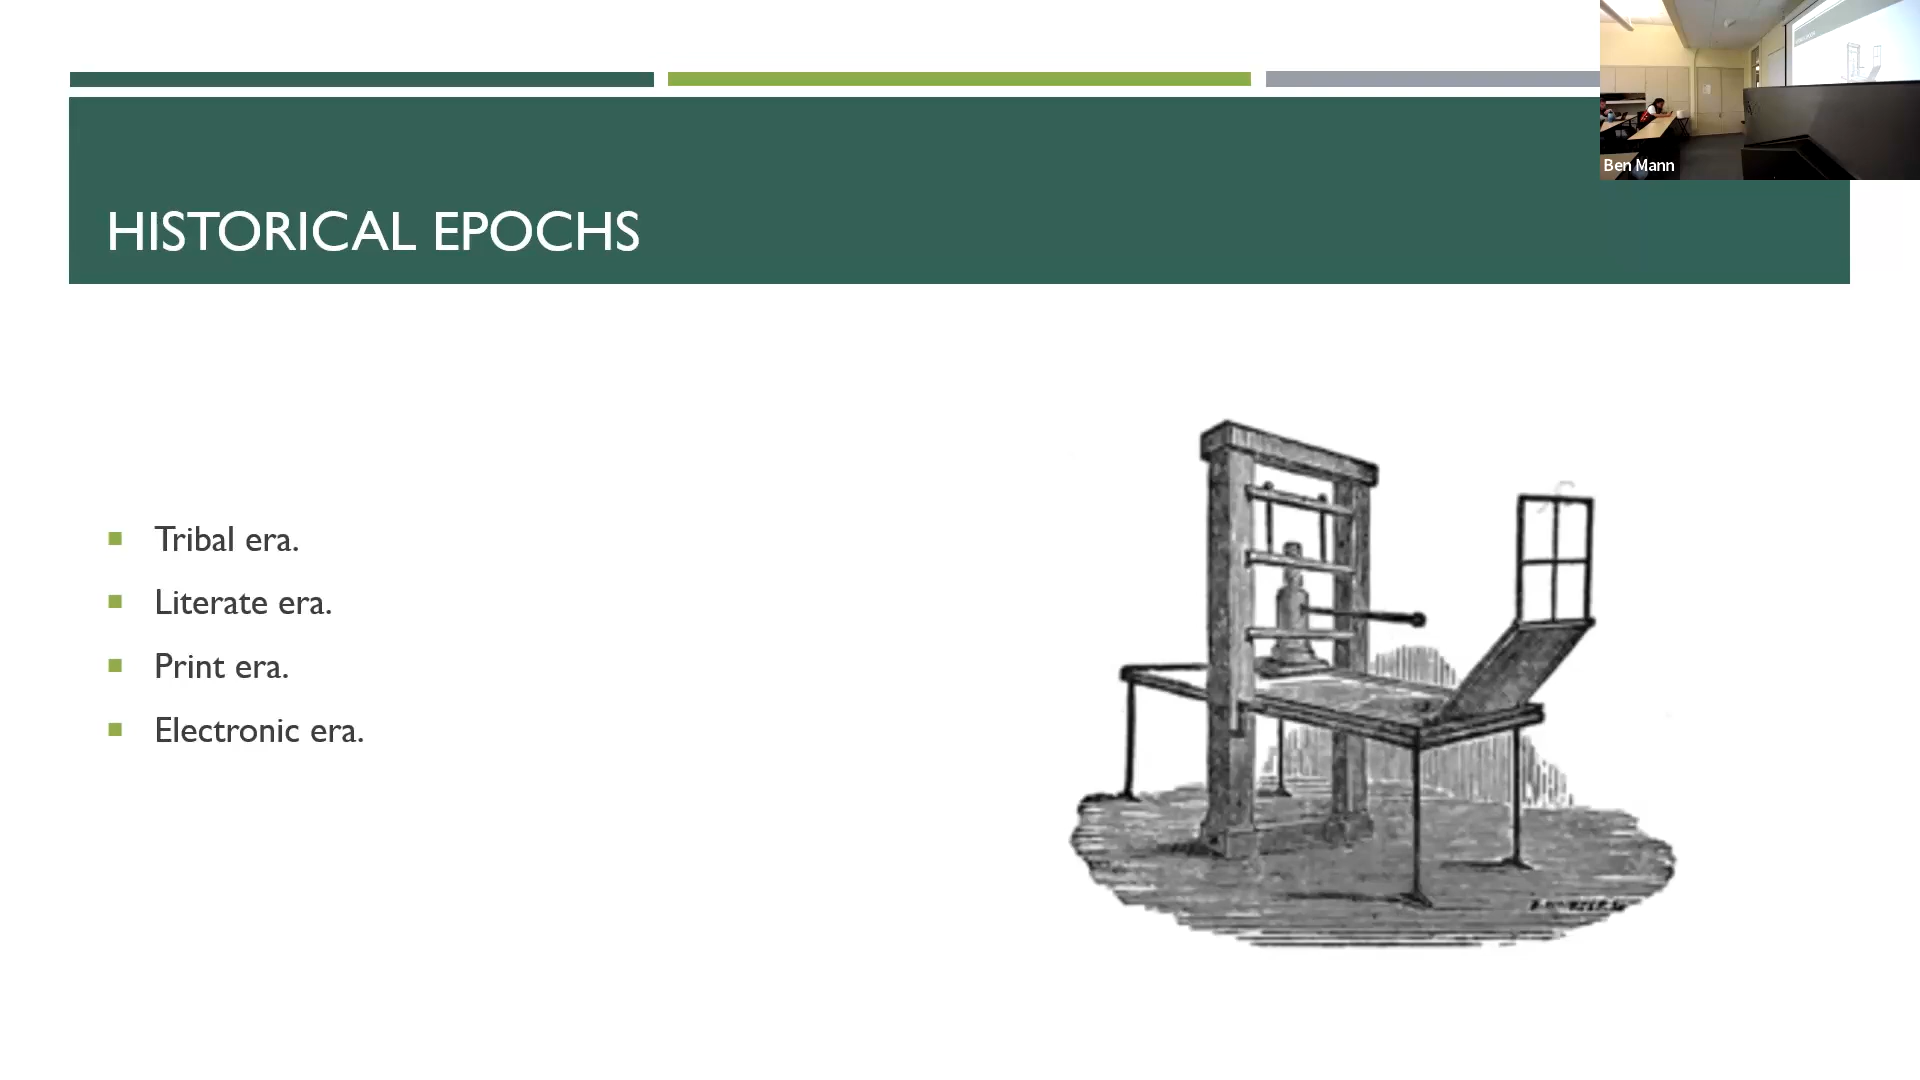 Ben Mann
HISTORICAL EPOCHS
Tribal era.
Literate era.
Print era.
Electronic era.